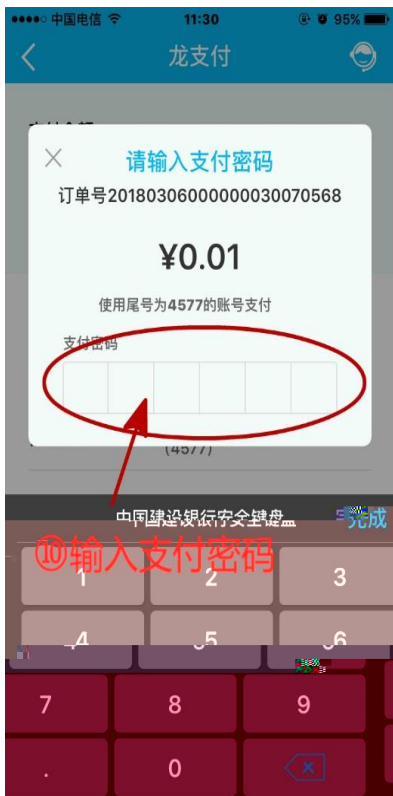 中国电信 11:30 95%
龙支付
请输入支付密码
订单号20180306000000030070568
¥0.01
使用尾号为4577的账号支付
支付密码
(4577)
中国建设银行安全键盘 完成
⑩输入支付密码
1 2 3
4 5 6
7 8 9
. 0